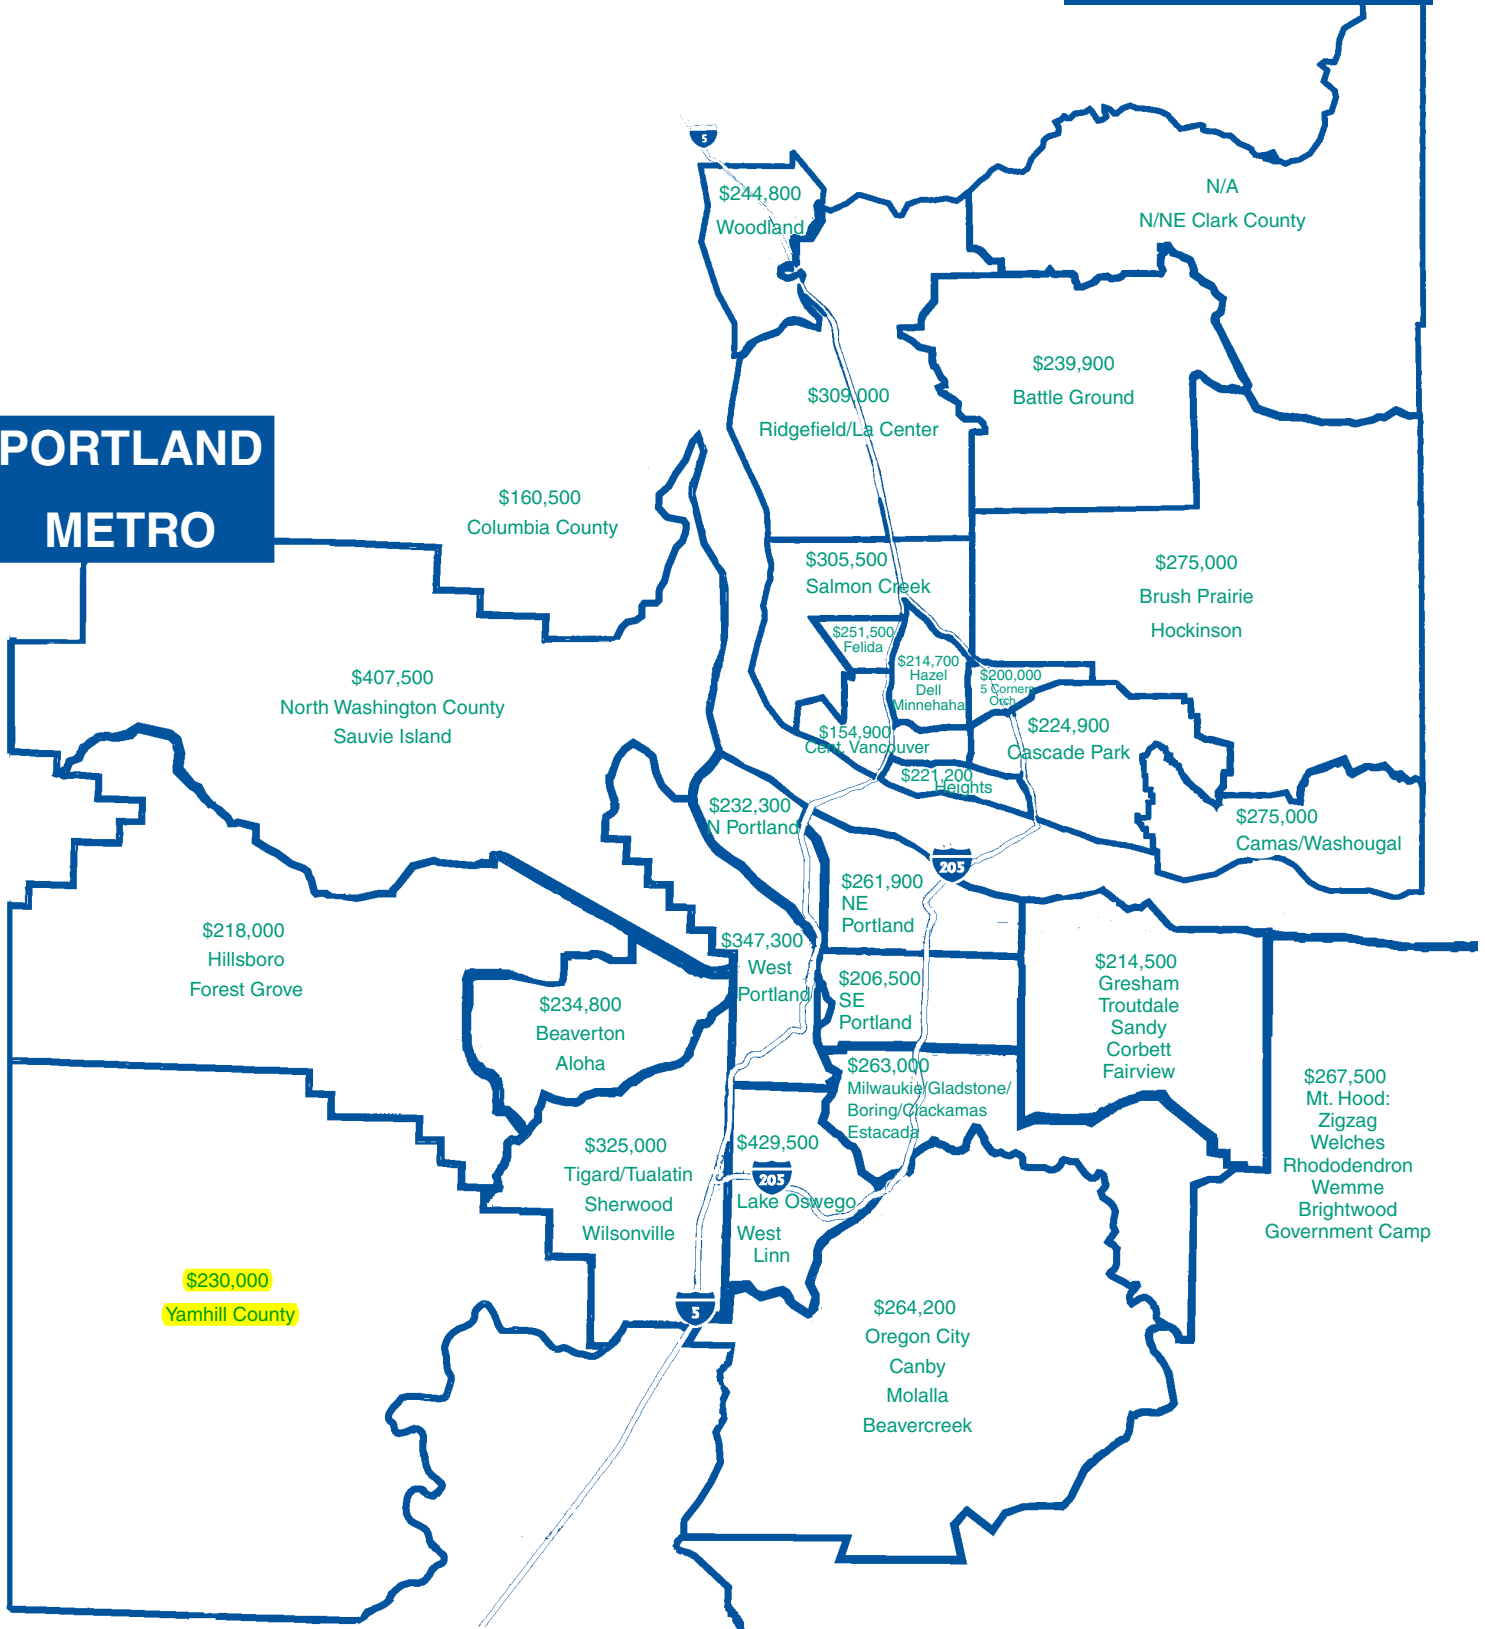 5
$244,800
Woodland
N/A
N/NE Clark County
$239,900
Battle Ground
$309,000
Ridgefield/La Center
PORTLAND
METRO
$160,500
Columbia County
$305,500
Salmon Creek
$275,000
Brush Prairie
Hockinson
$251,500
Felida
$214,700
Hazel
Dell
Minnehaha
$200,000
5 Corners
Orch
$407,500
North Washington County
Sauvie Island
$154,900
Cent. Vancouver
$224,900
Cascade Park
$221,200
Heights
$232,300
N Portland
$275,000
Camas/Washougal
205
$261,900
NE
Portland
$218,000
Hillsboro
Forest Grove
$347,300
West
Portland
$206,500
SE
Portland
$214,500
Gresham
Troutdale
Sandy
Corbett
Fairview
$234,800
Beaverton
Aloha
$263,000
Milwaukie/Gladstone/
Boring/Clackamas
Estacada
$267,500
Mt. Hood:
Zigzag
Welches
Rhododendron
Wemme
Brightwood
Government Camp
$325,000
Tigard/Tualatin
Sherwood
Wilsonville
$429,500
205
Lake Oswego
West
Linn
$230,000
Yamhill County
5
$264,200
Oregon City
Canby
Molalla
Beavercreek